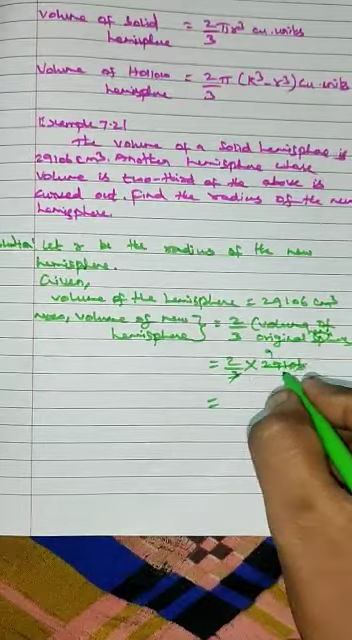 Volume of Solid hemisphere = 2/3 πr³ cu.units
Volume of Hollow hemisphere = 2/3 π (R³-r³) cu.units
Example 7.21
The volume of a solid hemisphere is
29106 cm³. Another hemisphere whose
volume is two-third of the above is
carved out. Find the radius of the new
hemisphere.
Let r be the radius of the new
hemisphere.
Given,
volume of the hemisphere = 29106 cm³
volume of new hemisphere } = 2/3 (volume of original
= 2/3 × 29106
=